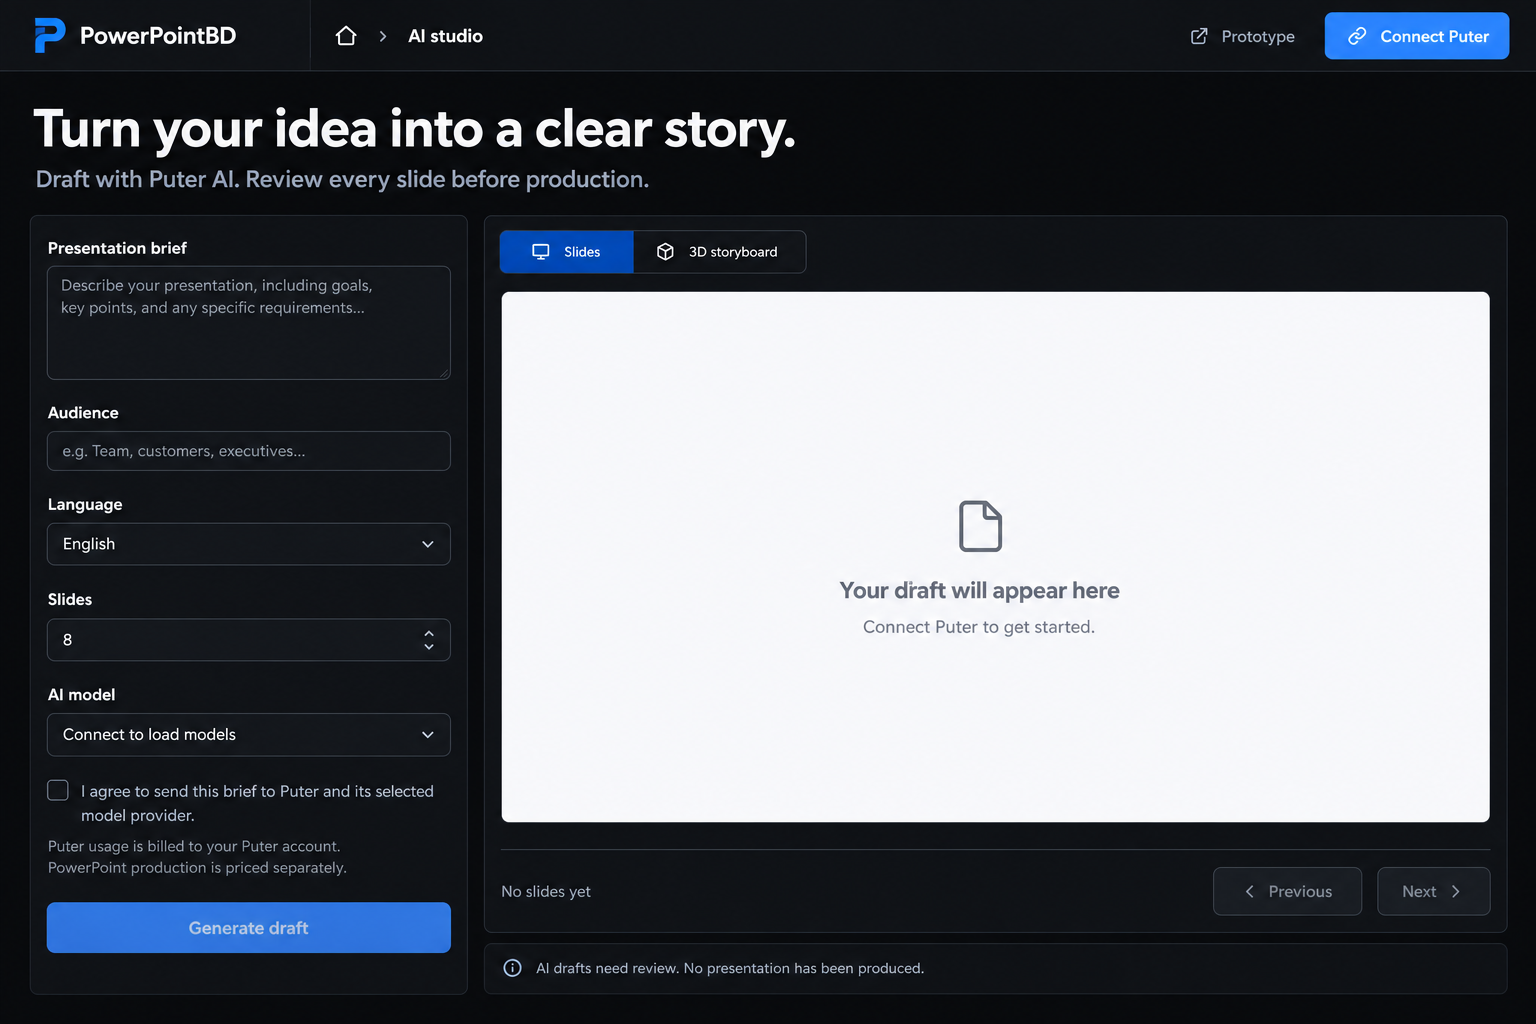 PowerPointBD
AI studio
Prototype
Connect Puter
Turn your idea into a clear story.
Draft with Puter AI. Review every slide before production.
Presentation brief
Describe your presentation, including goals,
key points, and any specific requirements...
Audience
e.g. Team, customers, executives...
Language
English
Slides
8
AI model
Connect to load models
I agree to send this brief to Puter and its selected
model provider.
Puter usage is billed to your Puter account.
PowerPoint production is priced separately.
Generate draft
Slides
3D storyboard
Your draft will appear here
Connect Puter to get started.
No slides yet
Previous
Next
AI drafts need review. No presentation has been produced.